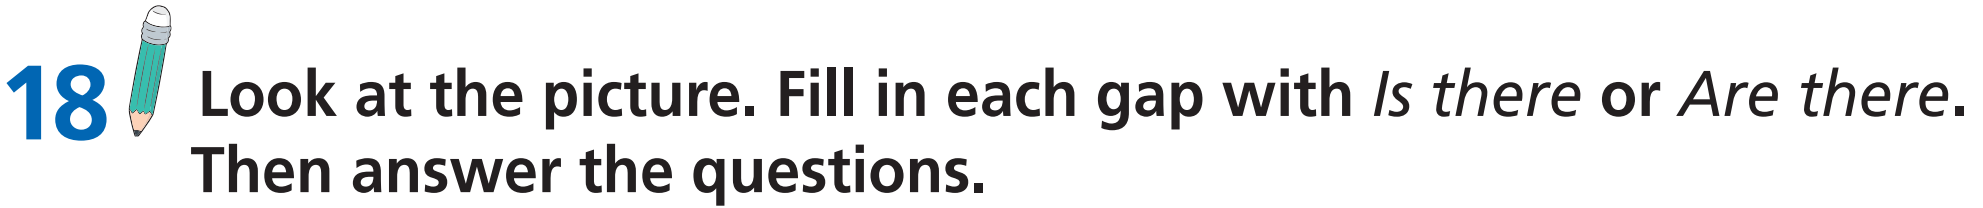 18 Look at the picture. Fill in each gap with Is there or Are there.
Then answer the questions.